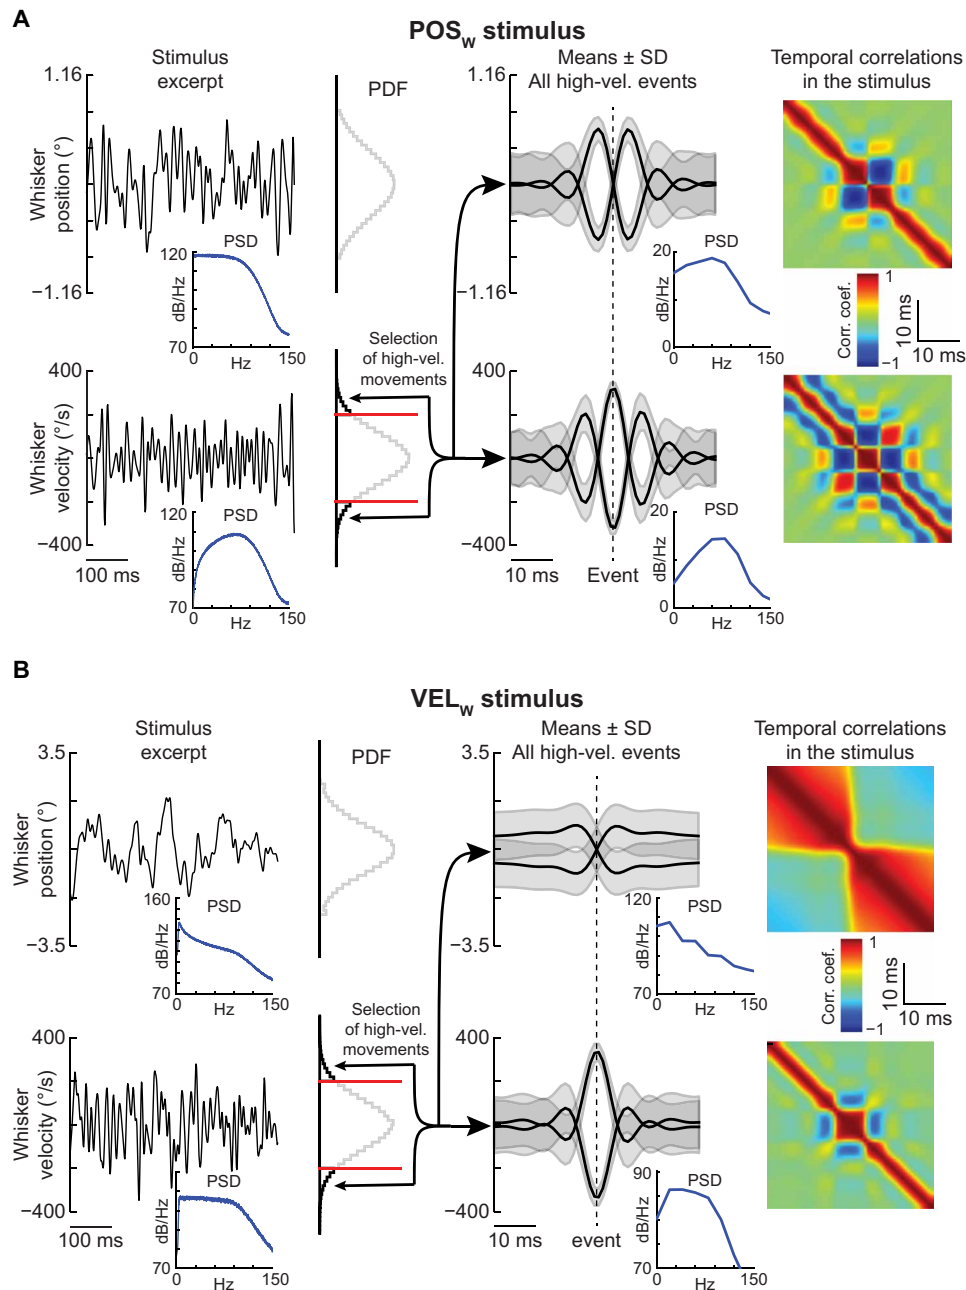 A
POSw stimulus
Stimulus
excerpt
PDF
Means ± SD
All high-vel. events
Temporal correlations
in the stimulus
1.16
Whisker
position (°)
−1.16
PSD
120
dB/Hz
70
0
150
Hz
PSD
20
dB/Hz
0
0
150
Hz
1
Corr. coef.
−1
10 ms
10 ms
400
Whisker
velocity (°/s)
−400
100 ms
PSD
120
dB/Hz
70
0
150
Hz
Selection
of high-vel.
movements
400
−400
1.16
−1.16
10 ms
Event
PSD
20
dB/Hz
0
0
150
Hz
B
VELw stimulus
Stimulus
excerpt
PDF
Means ± SD
All high-vel. events
Temporal correlations
in the stimulus
3.5
Whisker
position (°)
−3.5
PSD
160
dB/Hz
70
0
150
Hz
3.5
−3.5
PSD
120
dB/Hz
70
0
150
Hz
1
Corr. coef.
−1
10 ms
10 ms
400
Whisker
velocity (°/s)
−400
100 ms
PSD
dB/Hz
70
0
150
Hz
Selection
of high-vel.
movements
400
−400
10 ms
event
PSD
90
dB/Hz
70
0
150
Hz